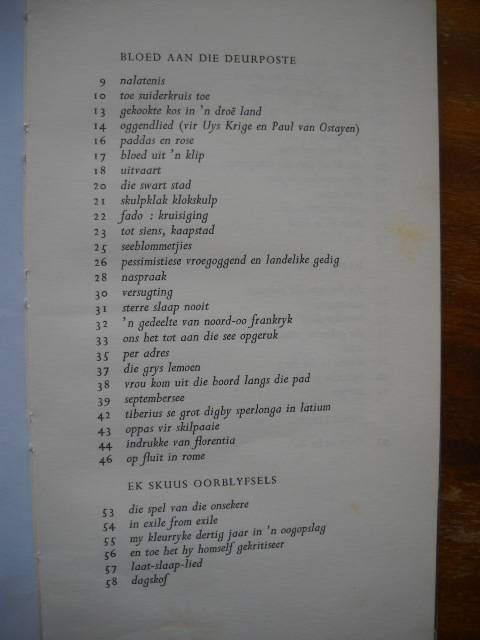 BLOED AAN DIE DEURPOSTE
9 nalatenis
10 toe suiderkruis toe
13 gekookte kos in 'n droë land
14 oggendlied (vir Uys Krige en Paul van Ostayen)
16 paddas en rose
17 bloed uit 'n klip
18 uitvaart
20 die swart stad
21 skulpklak klokskulp
22 fado : kruisiging
23 tot siens, kaapstad
25 seeblommetjies
26 pessimistiese vroegoggend en landelike gedig
28 naspraak
30 versugting
31 sterre slaap nooit
32 'n gedeelte van noord-oo frankryk
33 ons het tot aan die see opgeruk
35 per adres
37 die grys lemoen
38 vrou kom uit die boord langs die pad
39 septembersee
42 tiberius se grot digby sperlonga in latium
43 oppas vir skilpaaie
44 indrukke van florentia
46 op fluit in rome
EK SKUUS OORBLYFSELS
53 die spel van die onsekere
54 in exile from exile
55 my kleurryke dertig jaar in 'n oogopslag
56 en toe het hy homself gekritiseer
57 laat-slaap-lied
58 dagskof